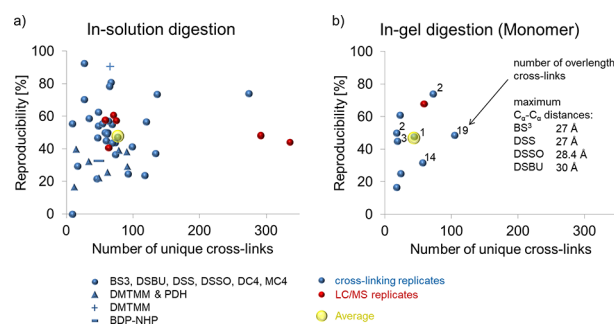 a) In-solution digestion
Reproducibility [%]
100
80
60
40
20
0
0 100 200 300
Number of unique cross-links
b) In-gel digestion (Monomer)
Reproducibility [%]
100
80
60
40
20
0
0 100 200 300
Number of unique cross-links
2
2
3
1
19
14
number of overlength
cross-links
maximum
Cα-Cα distances:
BS³ 27 Å
DSS 27 Å
DSSO 28.4 Å
DSBU 30 Å
BS3, DSBU, DSS, DSSO, DC4, MC4
DMTMM & PDH
DMTMM
BDP-NHP
cross-linking replicates
LC/MS replicates
Average